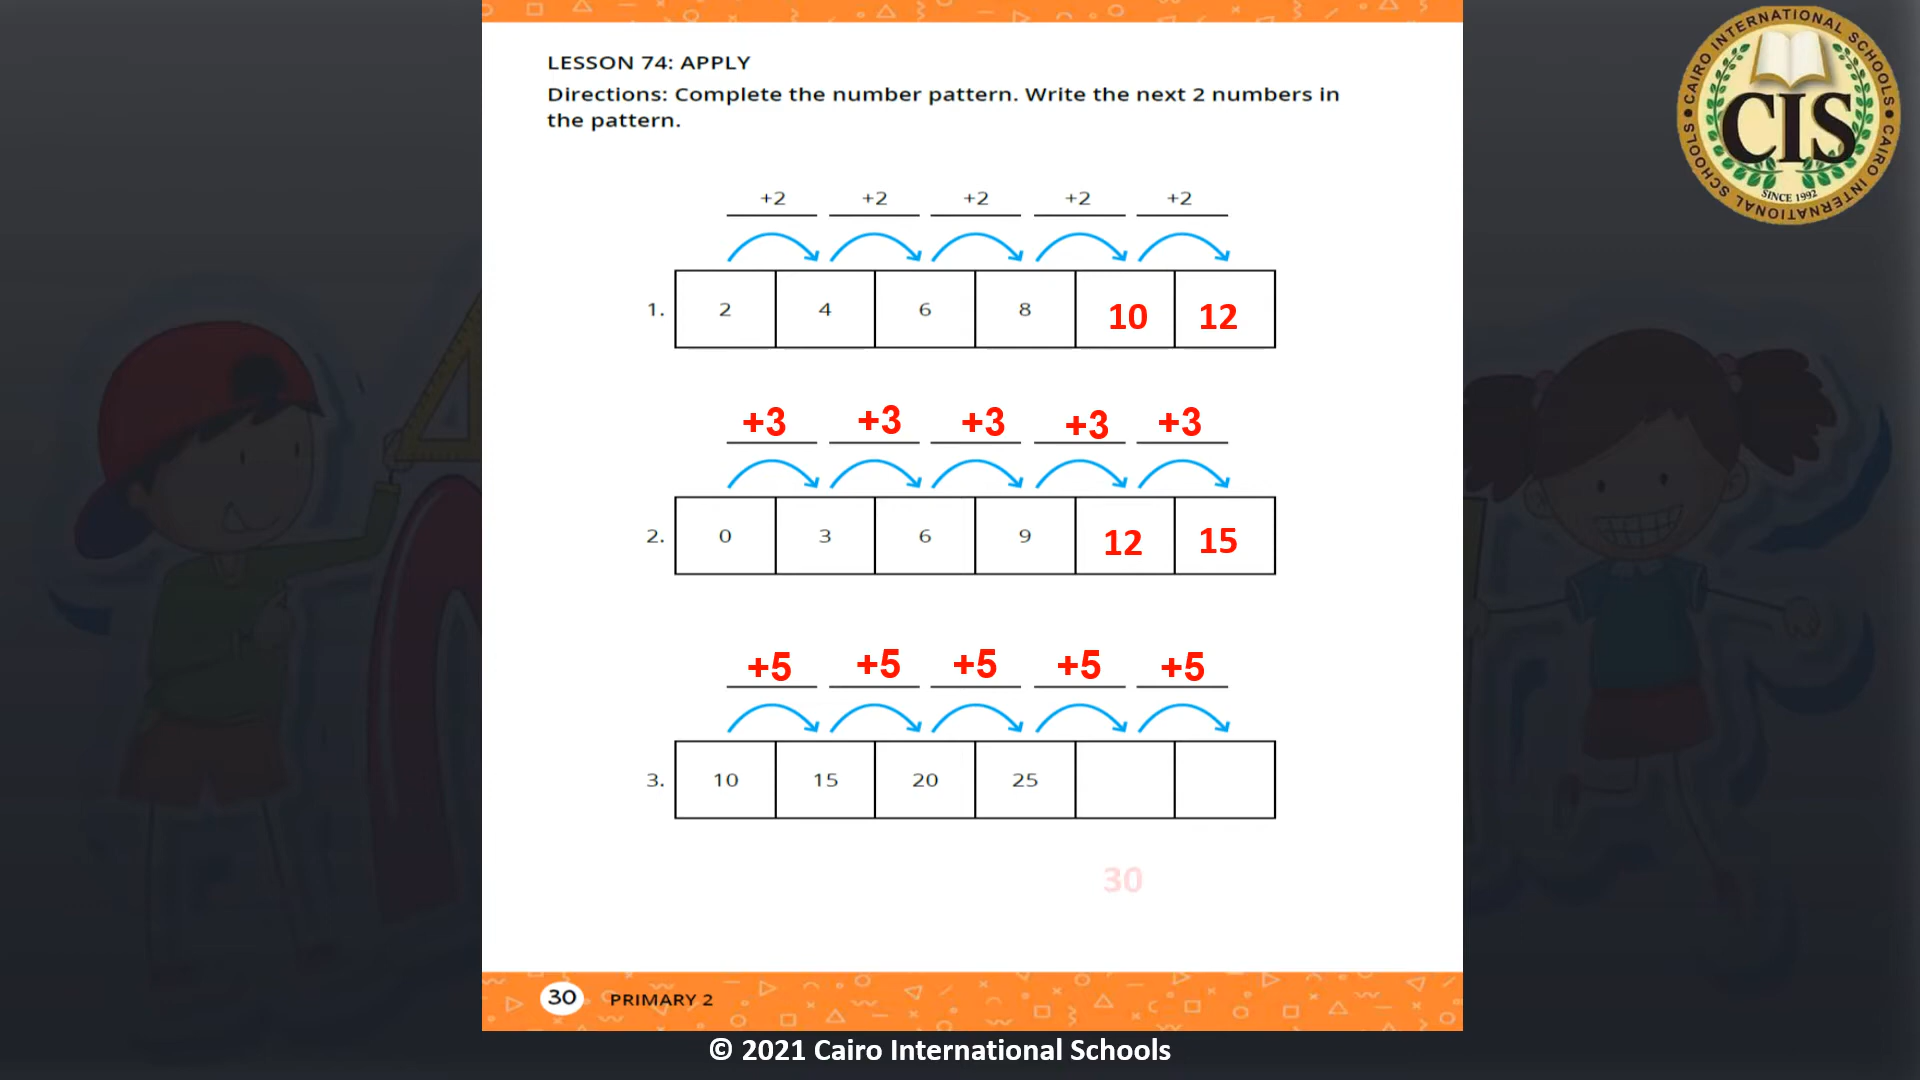 LESSON 74: APPLY
Directions: Complete the number pattern. Write the next 2 numbers in
the pattern.
+2 +2 +2 +2 +2
1. 2 4 6 8 10 12
+3 +3 +3 +3 +3
2. 0 3 6 9 12 15
+5 +5 +5 +5 +5
3. 10 15 20 25
30
30 PRIMARY 2
© 2021 Cairo International Schools
CAIRO INTERNATIONAL SCHOOLS • CAIRO INTERNATIONAL SCHOOLS •
CIS
SINCE 1992